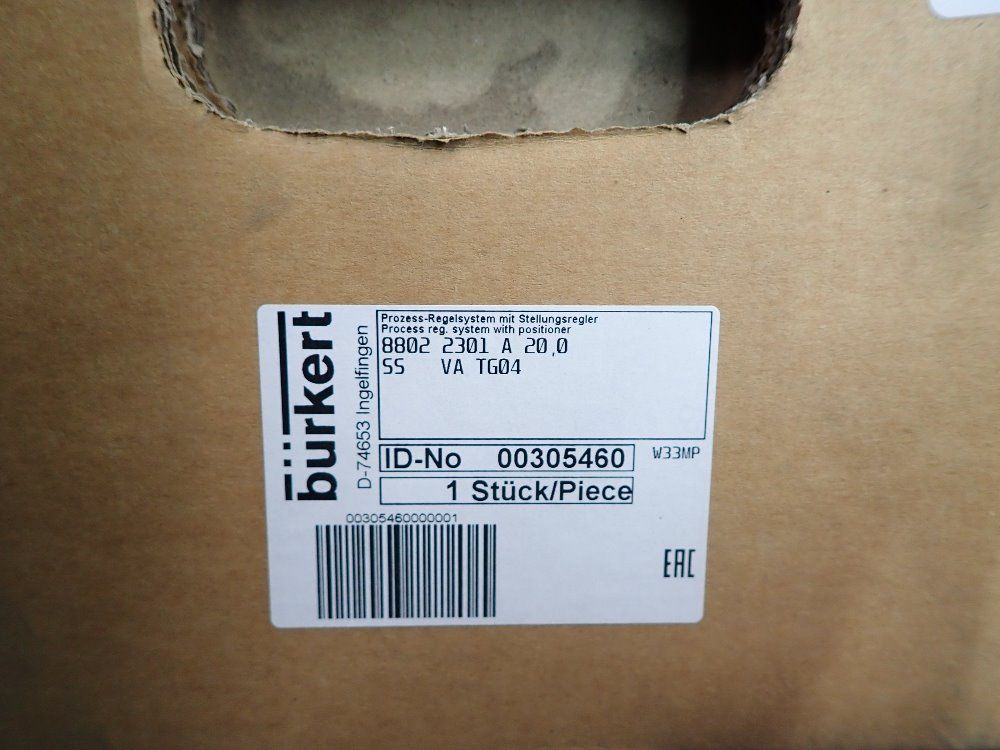 bürkert
D-74653 Ingelfingen
Prozess-Regelsystem mit Stellungsregler
Process reg. system with positioner
8802 2301 A 20,0
SS VA TG04
ID-No 00305460
W33MP
1 Stück/Piece
00305460000001
EAC